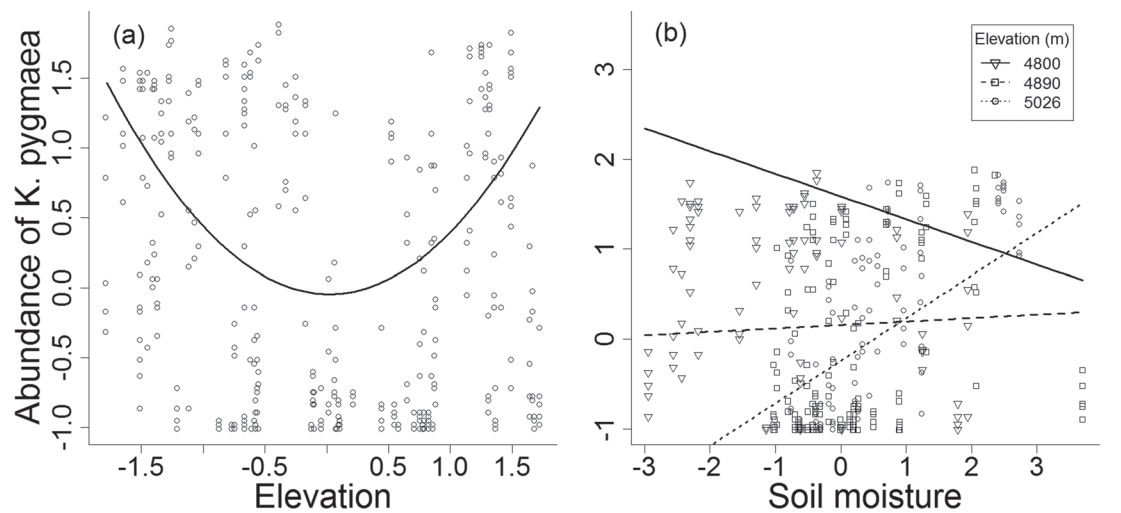 (a)
Abundance of K. pygmaea
1.5
1.0
0.5
0.0
-0.5
-1.0
-1.5 -0.5 0.5 1.0 1.5
Elevation
(b)
Elevation (m)
4800
4890
5026
3
2
1
0
-1
-3 -2 -1 0 1 2 3
Soil moisture